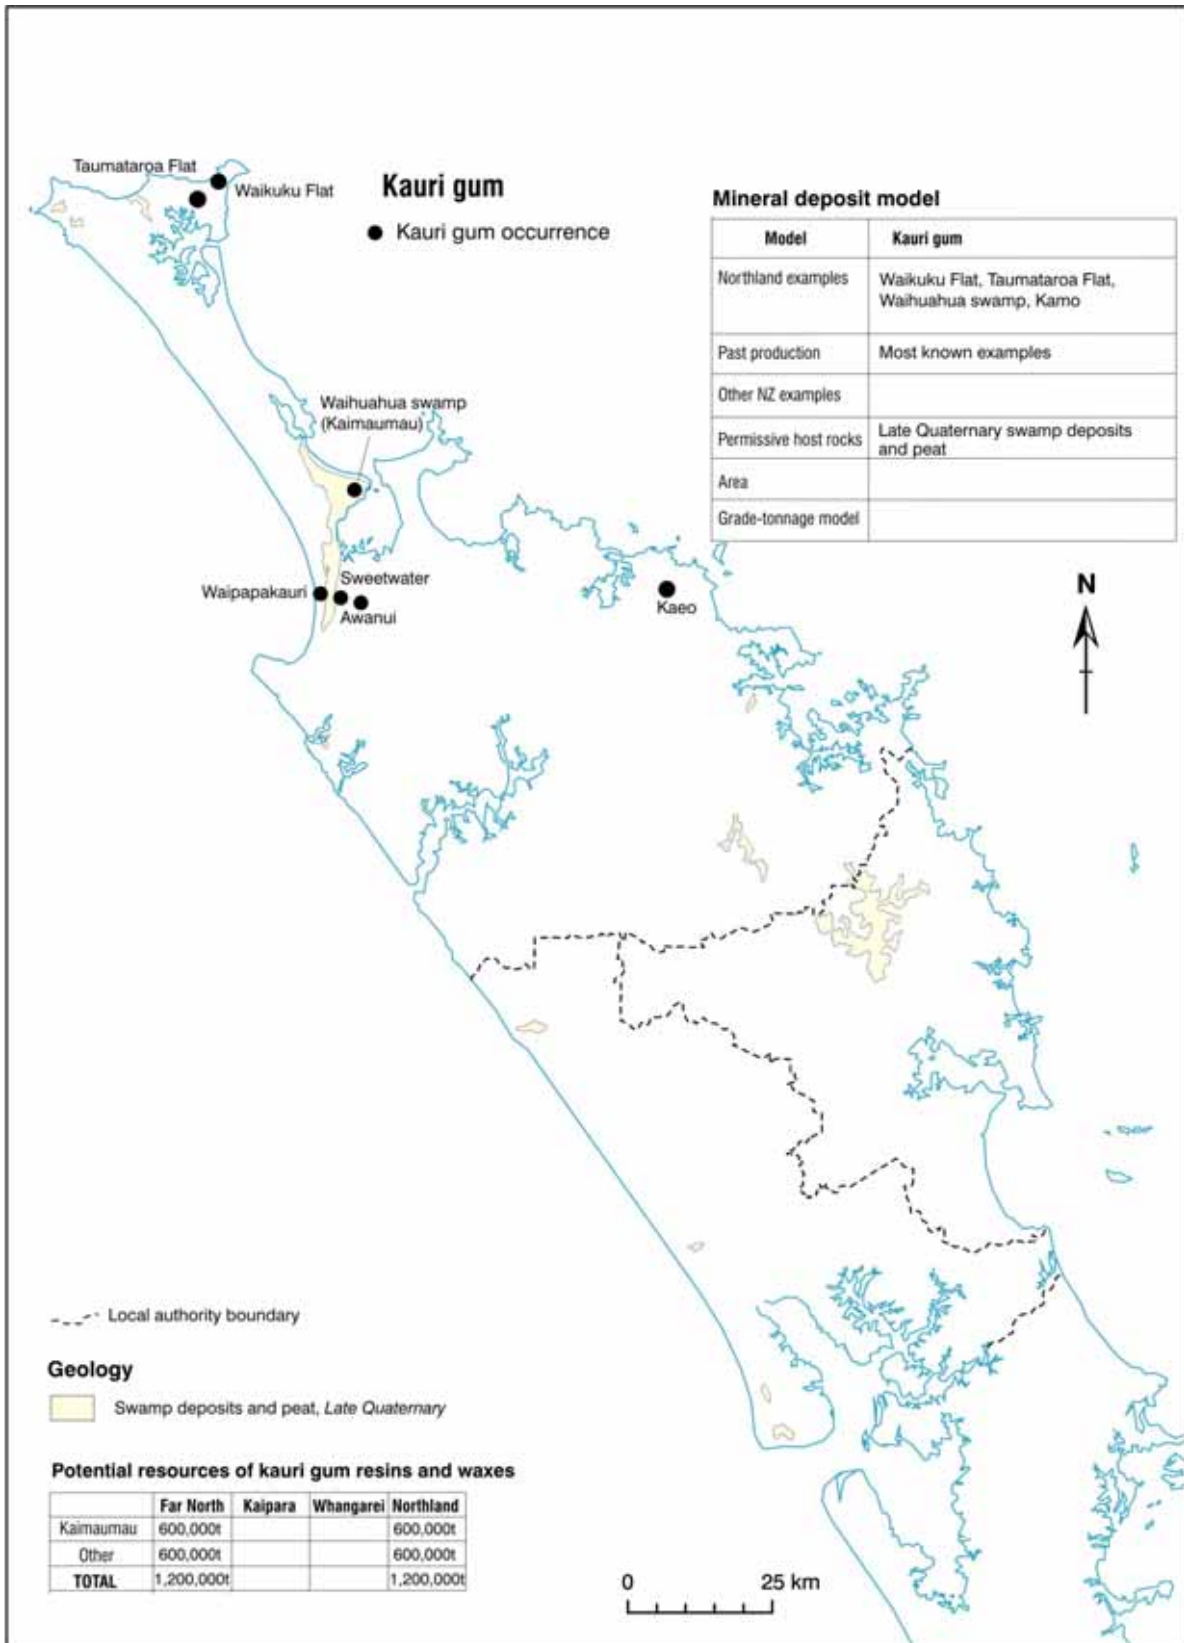 Taumataroa Flat
Waikuku Flat
Kauri gum
Kauri gum occurrence
Mineral deposit model
Model Kauri gum
Northland examples Waikuku Flat, Taumataroa Flat,
Waihuahua swamp, Kamo
Past production Most known examples
Other NZ examples
Permissive host rocks Late Quaternary swamp deposits
and peat
Area
Grade-tonnage model
Waihuahua swamp
(Kaimaumau)
Sweetwater
Waipapakauri
Awanui
Kaeo
N
Local authority boundary
Geology
Swamp deposits and peat, Late Quaternary
Potential resources of kauri gum resins and waxes
Far North Kaipara Whangarei Northland
Kaimaumau 600,000t 600,000t
Other 600,000t 600,000t
TOTAL 1,200,000t 1,200,000t
0 25 km